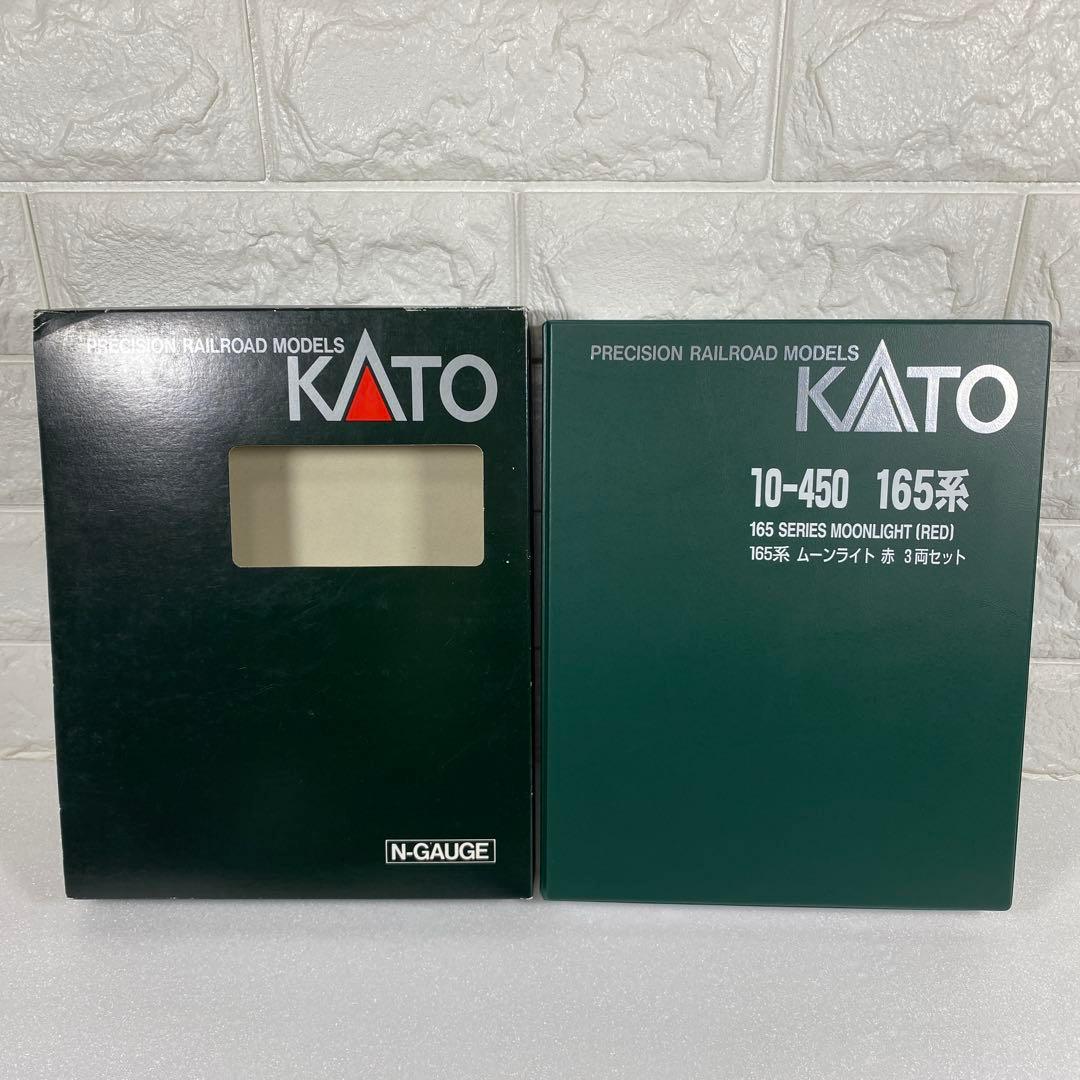 PRECISION RAILROAD MODELS
KATO
N-GAUGE
PRECISION RAILROAD MODELS
KATO
10-450 165系
165 SERIES MOONLIGHT (RED)
165系 ムーンライト 赤 3両セット